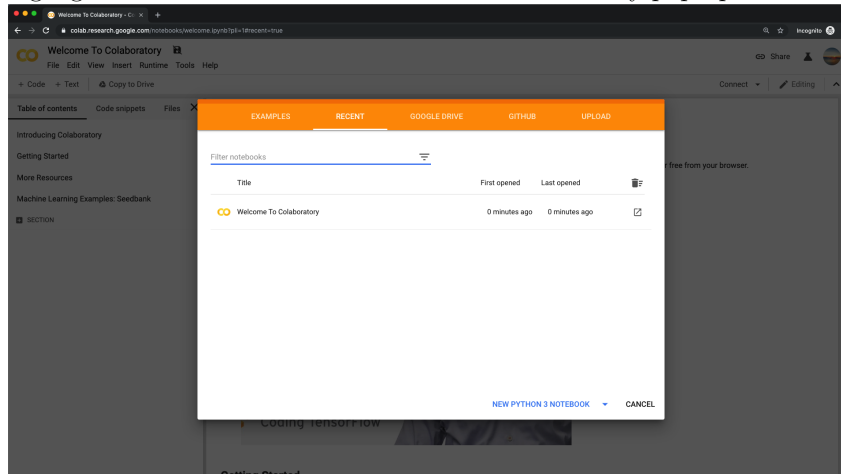 Welcome To Colaboratory - Co
colab.research.google.com/notebooks/welcome.ipynb?pli=1#recent=true
Incognito
Welcome To Colaboratory
Share
File Edit View Insert Runtime Tools Help
+ Code + Text Copy to Drive
Connect
Editing
Table of contents Code snippets Files
EXAMPLES RECENT GOOGLE DRIVE GITHUB UPLOAD
Introducing Colaboratory
Getting Started
More Resources
Machine Learning Examples: Seedbank
SECTION
Filter notebooks
free from your browser.
Title First opened Last opened
Welcome To Colaboratory 0 minutes ago 0 minutes ago
NEW PYTHON 3 NOTEBOOK CANCEL
Coding TensorFlow
Getting Started